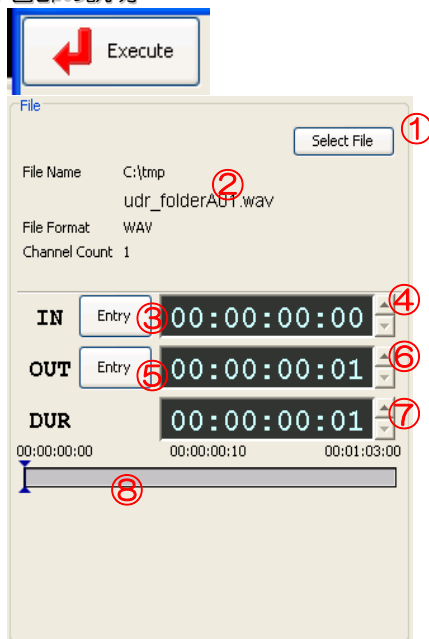 Execute
File
Select File ①
File Name C:\tmp ②
udr_folderA01.wav
File Format WAV
Channel Count 1
IN Entry ③ 00:00:00:00 ④
OUT Entry ⑤ 00:00:00:01 ⑥
DUR 00:00:00:01 ⑦
00:00:00:00 00:00:00:10 00:01:03:00
⑧